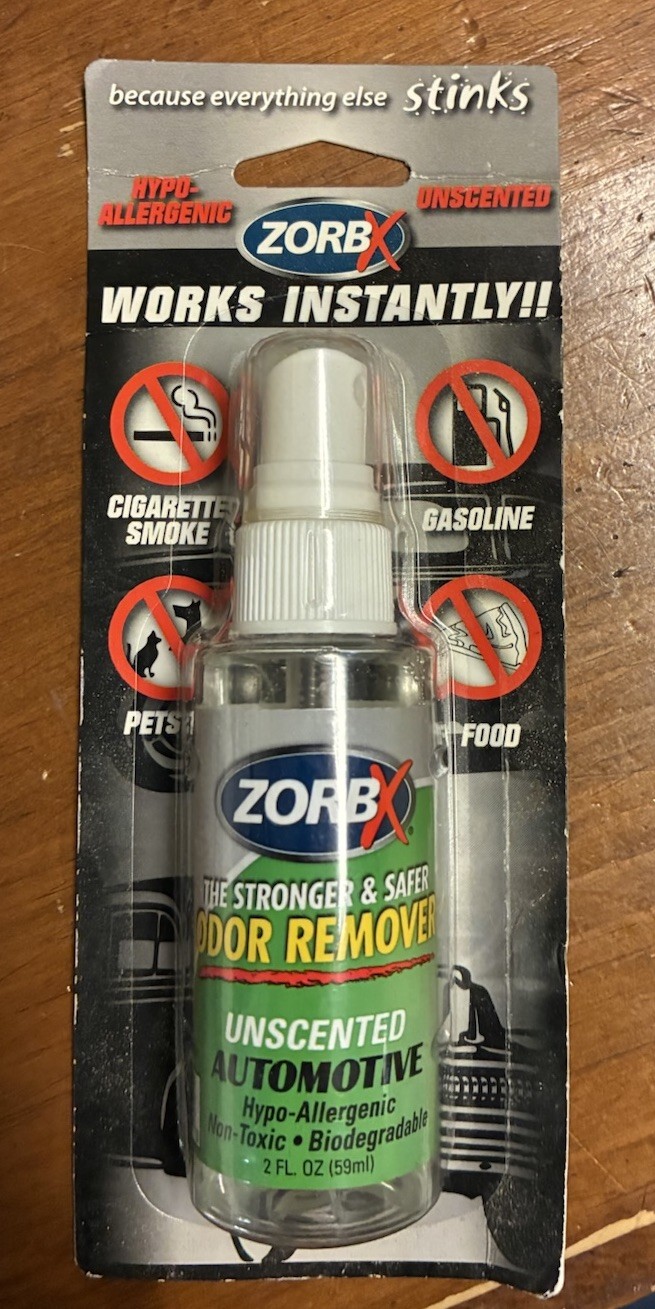 because everything else stinks
HYPO-
ALLERGENIC
UNSCENTED
ZORBX
WORKS INSTANTLY!!
CIGARETTE
SMOKE
GASOLINE
PETS
FOOD
ZORBX
THE STRONGER & SAFER
ODOR REMOVER
UNSCENTED
AUTOMOTIVE
Hypo-Allergenic
Non-Toxic • Biodegradable
2 FL. OZ (59ml)